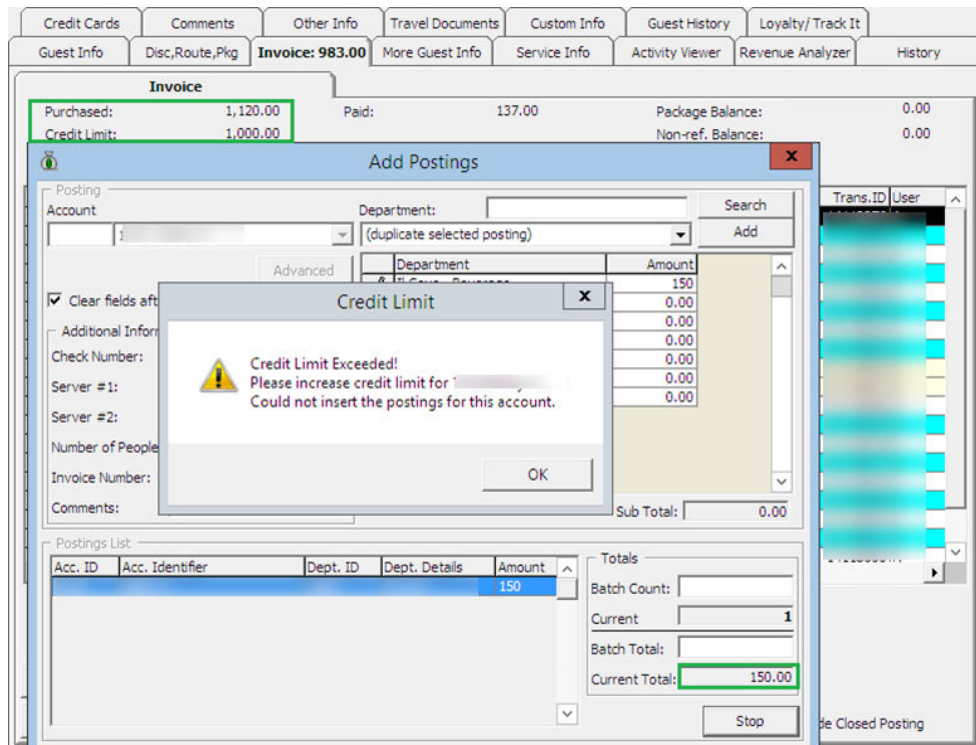 Credit Cards Comments Other Info Travel Documents Custom Info Guest History Loyalty/ Track It
Guest Info Disc,Route,Pkg Invoice: 983.00 More Guest Info Service Info Activity Viewer Revenue Analyzer History
Invoice
Purchased: 1,120.00 Paid: 137.00 Package Balance: 0.00
Credit Limit: 1,000.00 Non-ref. Balance: 0.00
Add Postings x
Posting
Trans.ID User
Account Department: Search
(duplicate selected posting) Add
Advanced Department Amount
150
Clear fields aft Credit Limit x 0.00
0.00
Additional Inforr 0.00
Check Number: Credit Limit Exceeded! 0.00
Server #1: Please increase credit limit for 0.00
Server #2: Could not insert the postings for this account. 0.00
Number of People
Invoice Number: OK
Comments: Sub Total: 0.00
Postings List Totals
Acc. ID Acc. Identifier Dept. ID Dept. Details Amount
150 Batch Count:
Current 1
Batch Total:
Current Total: 150.00
Stop de Closed Posting